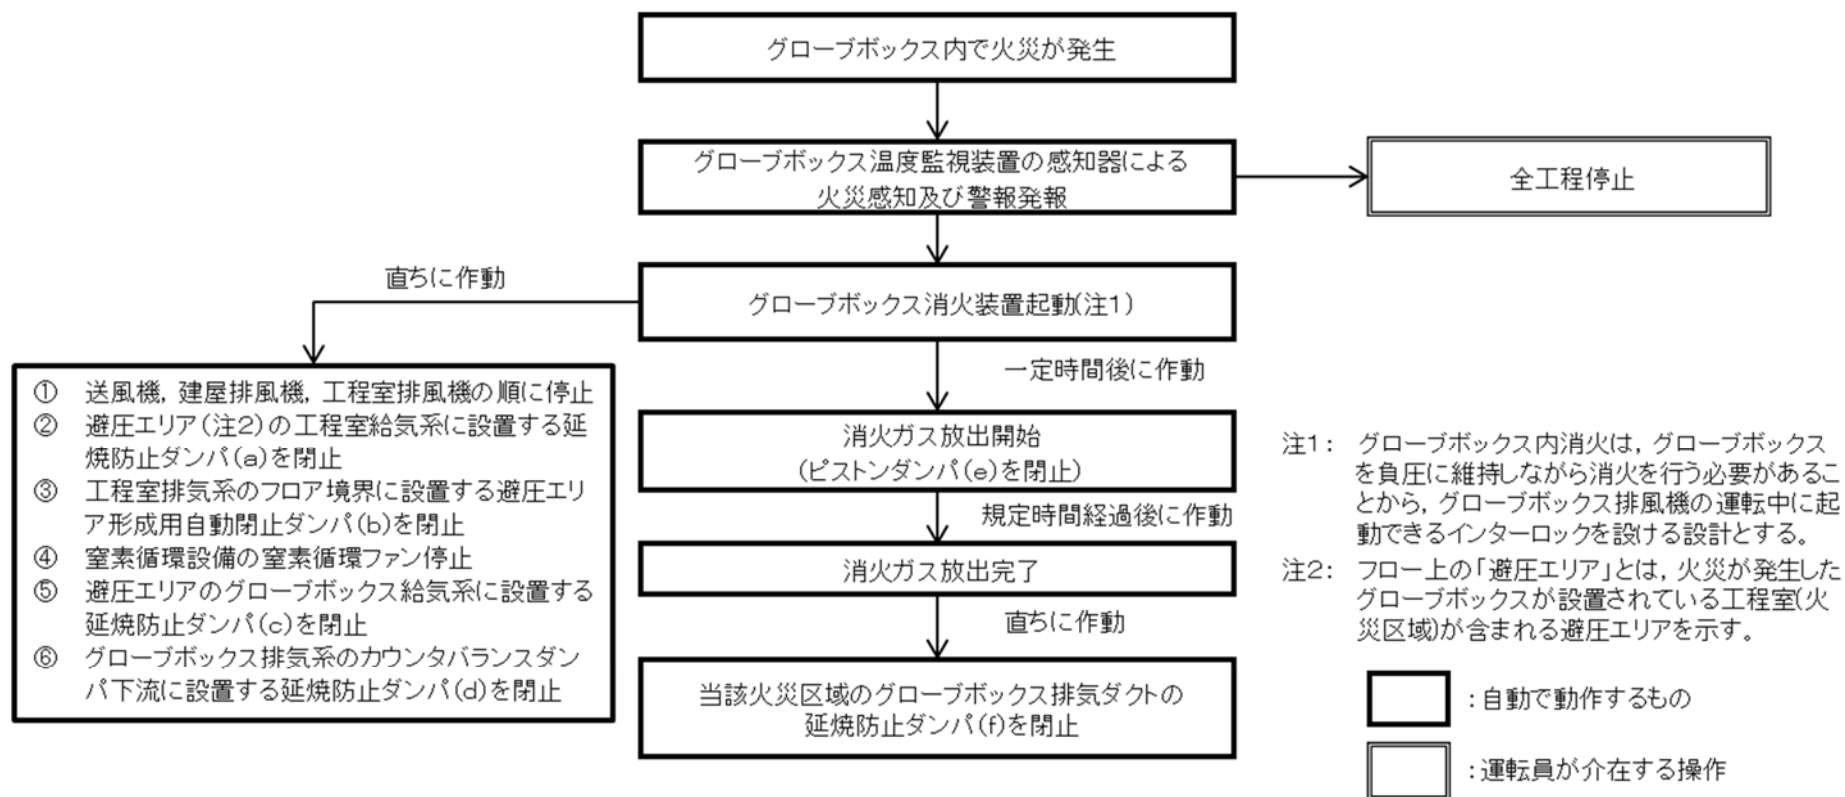 グローブボックス内で火災が発生
グローブボックス温度監視装置の感知器による
火災感知及び警報発報
全工程停止
直ちに作動
グローブボックス消火装置起動(注1)
① 送風機，建屋排風機，工程室排風機の順に停止
② 避圧エリア(注2)の工程室給気系に設置する延
焼防止ダンパ(a)を閉止
③ 工程室排気系のフロア境界に設置する避圧エリ
ア形成用自動閉止ダンパ(b)を閉止
④ 窒素循環設備の窒素循環ファン停止
⑤ 避圧エリアのグローブボックス給気系に設置する
延焼防止ダンパ(c)を閉止
⑥ グローブボックス排気系のカウンタバランスダン
パ下流に設置する延焼防止ダンパ(d)を閉止
一定時間後に作動
消火ガス放出開始
(ピストンダンパ(e)を閉止)
規定時間経過後に作動
消火ガス放出完了
直ちに作動
当該火災区域のグローブボックス排気ダクトの
延焼防止ダンパ(f)を閉止
注1： グローブボックス内消火は，グローブボックス
を負圧に維持しながら消火を行う必要があるこ
とから，グローブボックス排風機の運転中に起
動できるインターロックを設ける設計とする。
注2： フロー上の「避圧エリア」とは，火災が発生した
グローブボックスが設置されている工程室(火
災区域)が含まれる避圧エリアを示す。
：自動で動作するもの
：運転員が介在する操作